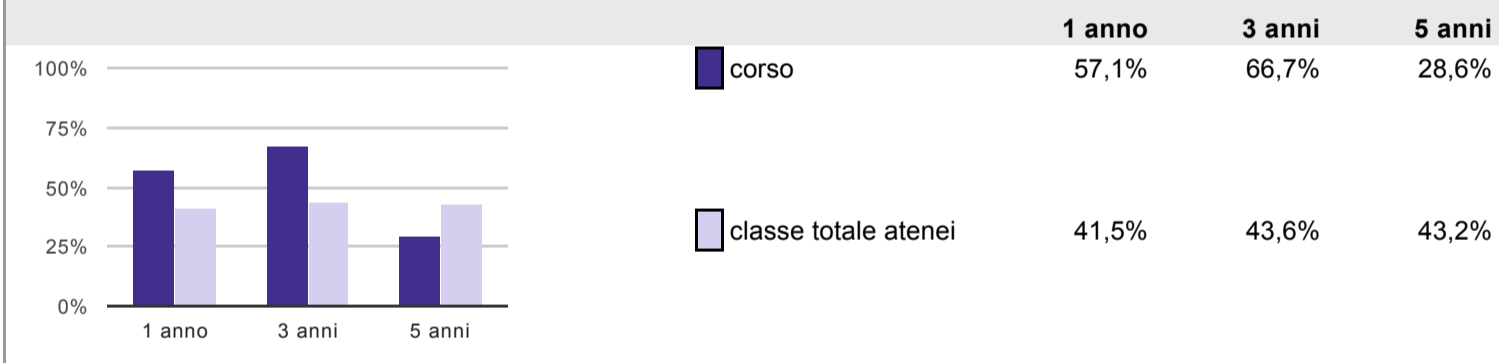 1 anno 3 anni 5 anni
100%
75%
50%
25%
0%
1 anno 3 anni 5 anni
corso 57,1% 66,7% 28,6%
classe totale atenei 41,5% 43,6% 43,2%